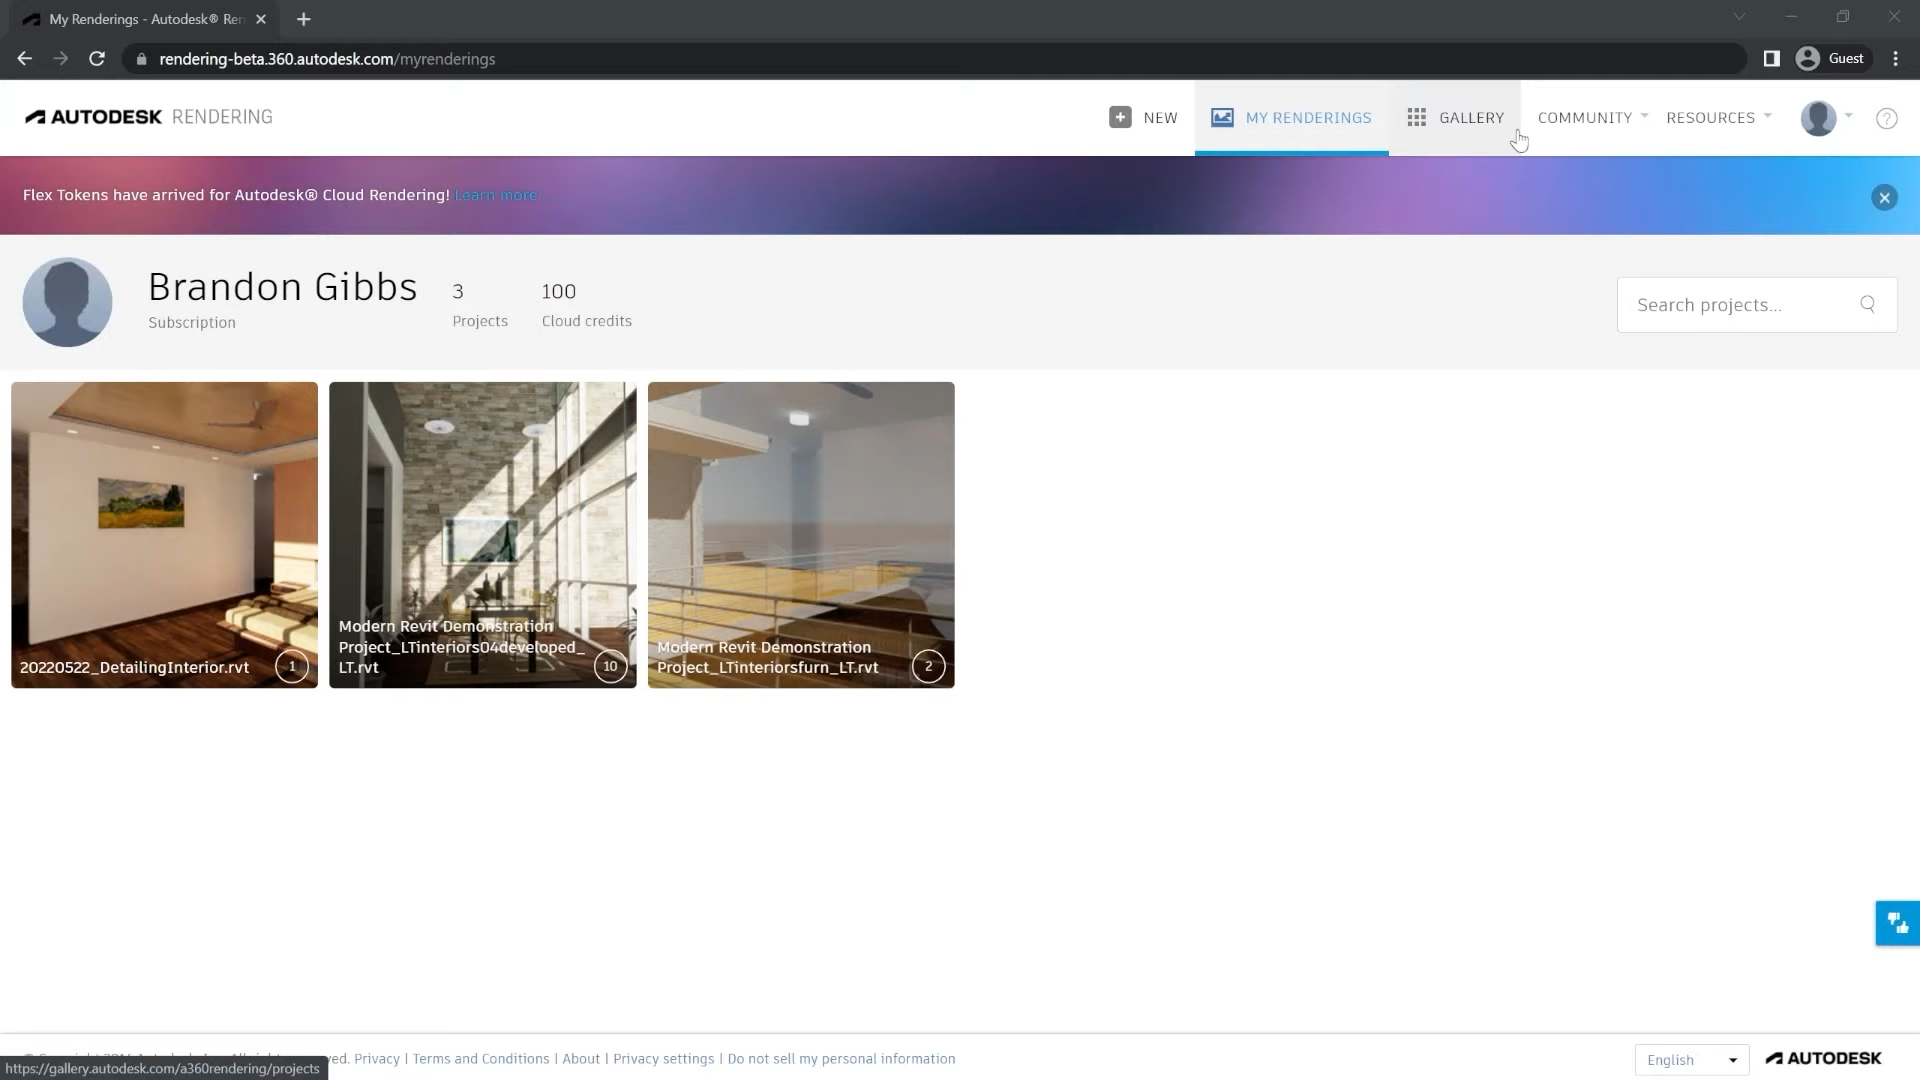 My Renderings - Autodesk® Ren
rendering-beta.360.autodesk.com/myrenderings
Guest
AUTODESK RENDERING
NEW
MY RENDERINGS
GALLERY
COMMUNITY
RESOURCES
Flex Tokens have arrived for Autodesk® Cloud Rendering! Learn more
Brandon Gibbs
Subscription
3
Projects
100
Cloud credits
Search projects...
20220522_DetailingInterior.rvt
1
Modern Revit Demonstration
Project_LTinteriors04developed_
LT.rvt
10
Modern Revit Demonstration
Project_LTinteriorsfurn_LT.rvt
2
ved. Privacy | Terms and Conditions | About | Privacy settings | Do not sell my personal information
https://gallery.autodesk.com/a360rendering/projects
English
AUTODESK